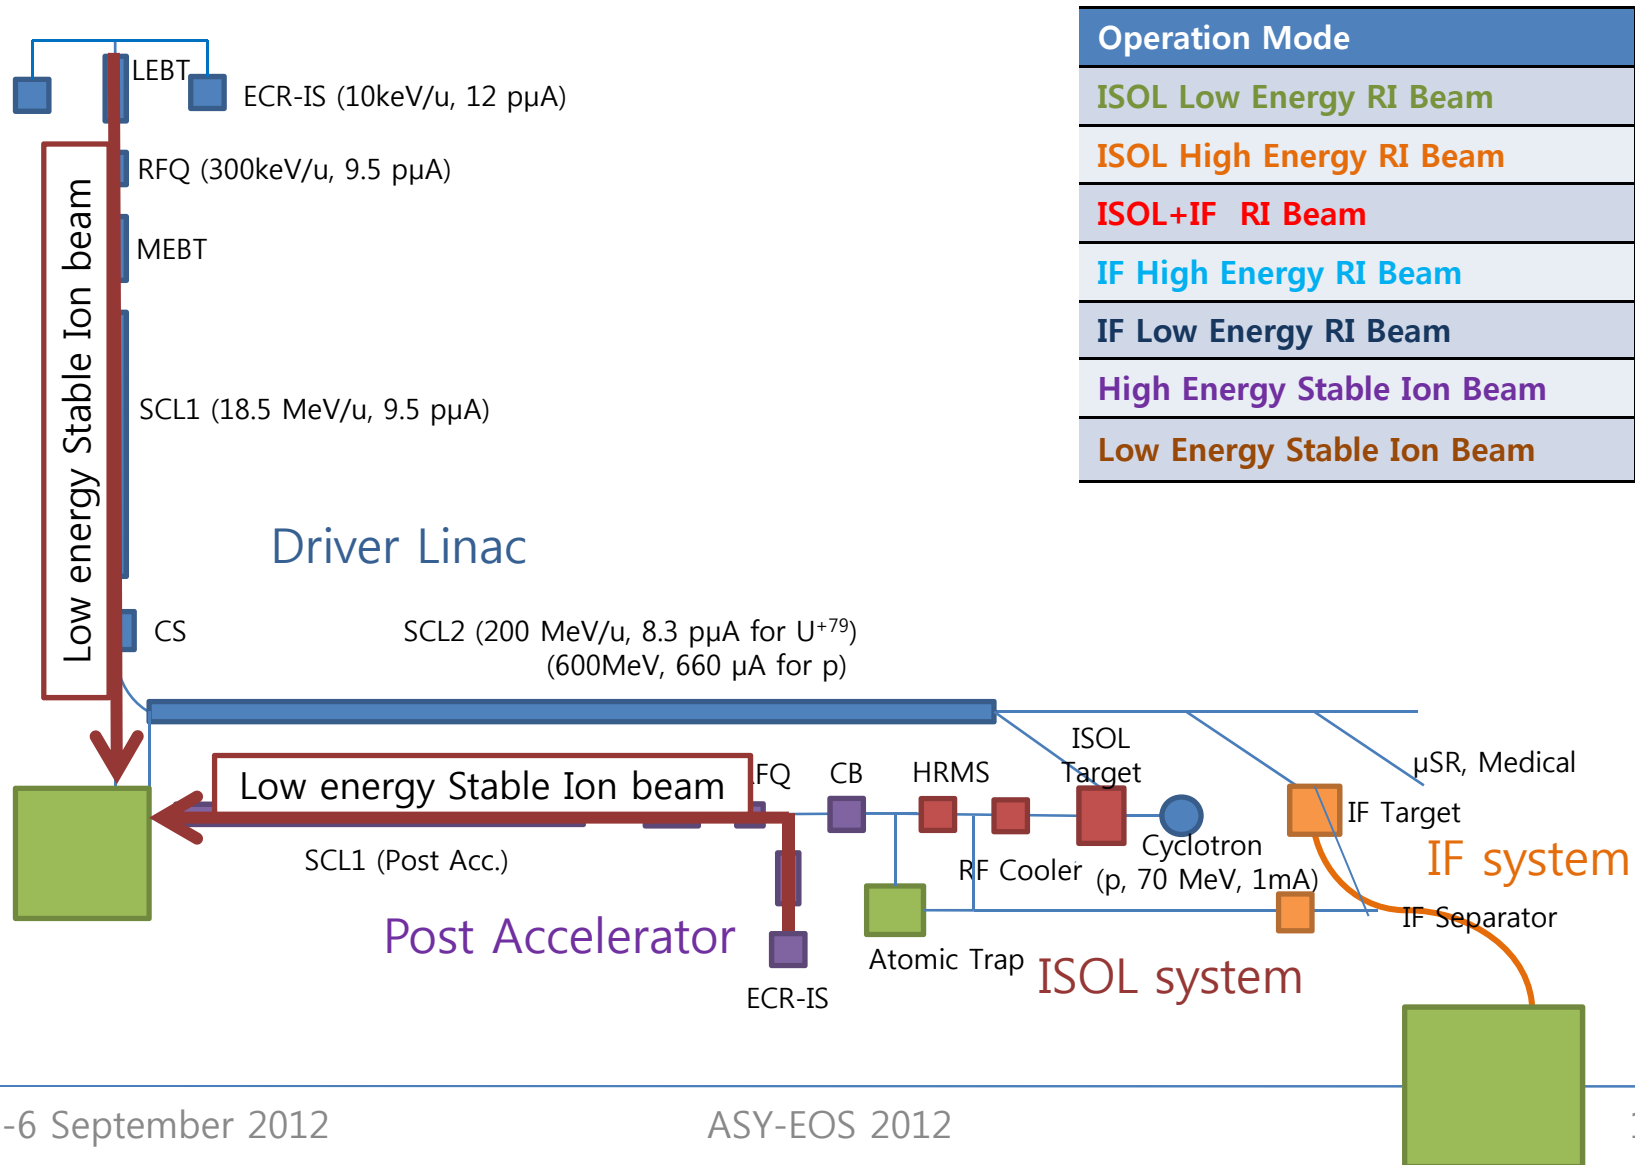 Operation Mode
ISOL Low Energy RI Beam
ISOL High Energy RI Beam
ISOL+IF RI Beam
IF High Energy RI Beam
IF Low Energy RI Beam
High Energy Stable Ion Beam
Low Energy Stable Ion Beam
LEBT
ECR-IS (10keV/u, 12 pμA)
RFQ (300keV/u, 9.5 pμA)
MEBT
Low energy Stable Ion beam
SCL1 (18.5 MeV/u, 9.5 pμA)
Driver Linac
CS
SCL2 (200 MeV/u, 8.3 pμA for U+79)
(600MeV, 660 μA for p)
Low energy Stable Ion beam
FQ
CB
HRMS
ISOL
Target
μSR, Medical
IF Target
SCL1 (Post Acc.)
RF Cooler
Cyclotron
(p, 70 MeV, 1mA)
IF system
Post Accelerator
IF Separator
Atomic Trap
ISOL system
ECR-IS
-6 September 2012
ASY-EOS 2012